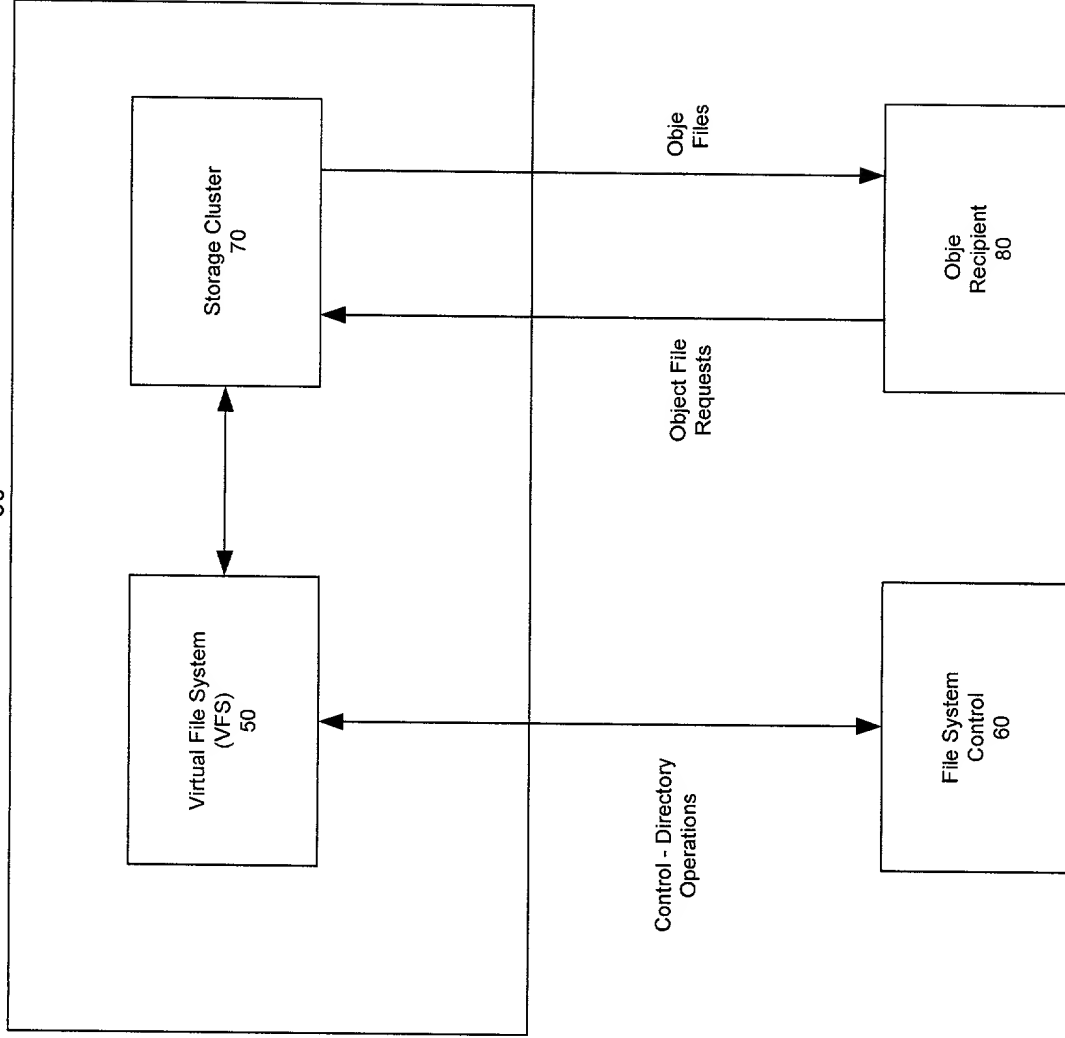 Virtual File System
(VFS)
50
Storage Cluster
70
Control - Directory
Operations
Object File
Requests
Obje
Files
File System
Control
60
Obje
Recipient
80